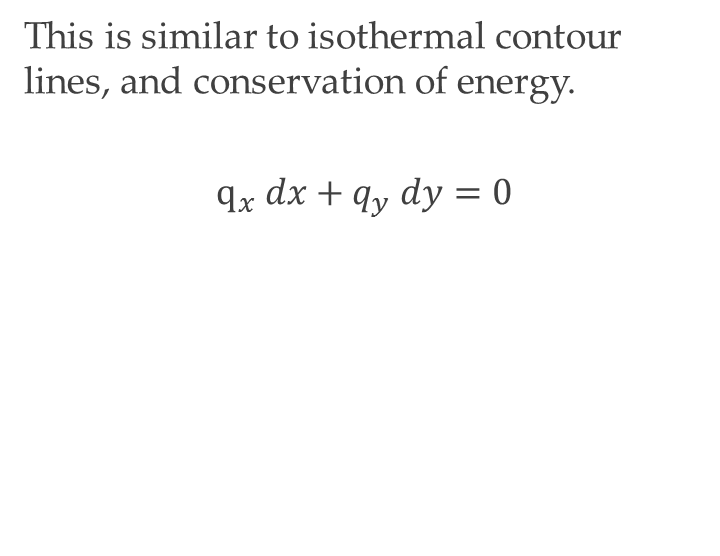 This is similar to isothermal contour
lines, and conservation of energy.
qₓ dx + q_y dy = 0